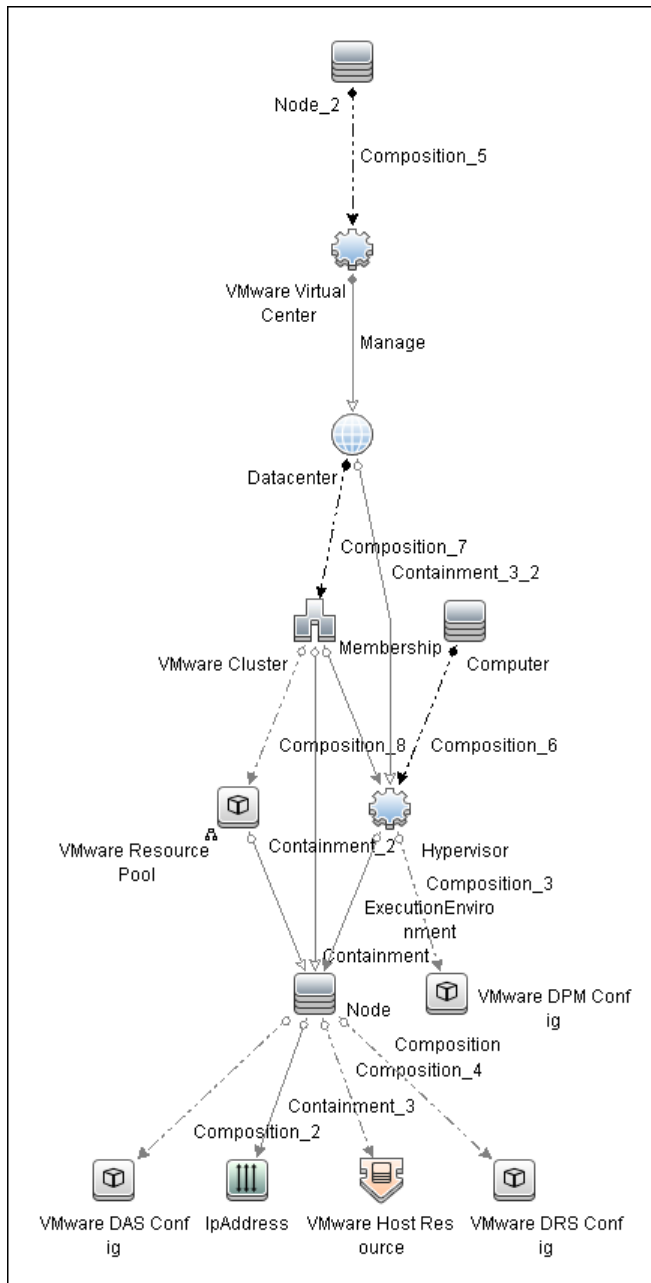 Node_2
Composition_5
VMware Virtual
Center
Manage
Datacenter
Composition_7
Containment_3_2
Membership
VMware Cluster
Computer
Composition_8
Composition_6
VMware Resource
Pool
Containment_2
Hypervisor
Composition_3
ExecutionEnviro
nment
Containment
Node
VMware DPM Conf
ig
Composition
Composition_4
Containment_3
Composition_2
VMware DAS Conf
ig
IpAddress
VMware Host Res
ource
VMware DRS Conf
ig